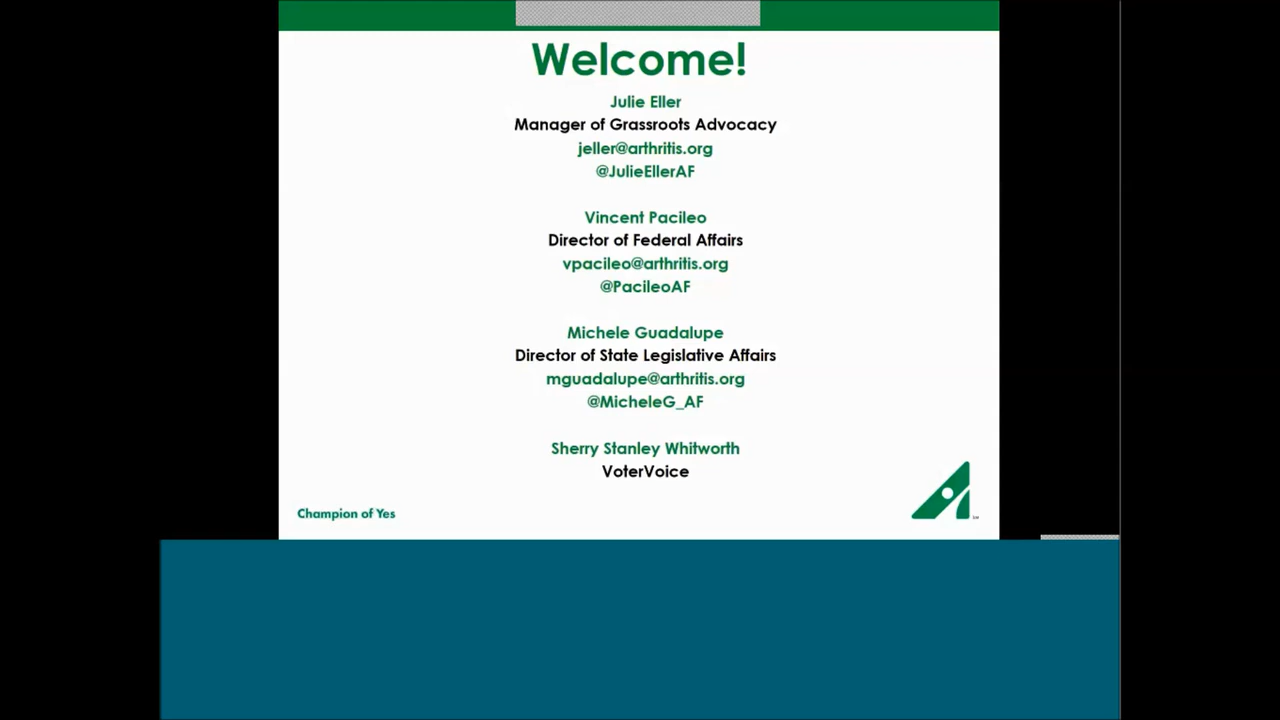 Welcome!
Julie Eller
Manager of Grassroots Advocacy
jeller@arthritis.org
@JulieEllerAF
Vincent Pacileo
Director of Federal Affairs
vpacileo@arthritis.org
@PacileoAF
Michele Guadalupe
Director of State Legislative Affairs
mguadalupe@arthritis.org
@MicheleG_AF
Sherry Stanley Whitworth
VoterVoice
Champion of Yes